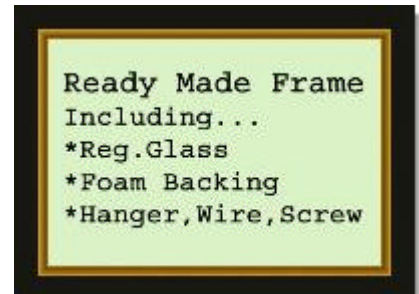 Ready Made Frame
Including...
*Reg.Glass
*Foam Backing
*Hanger,Wire,Screw